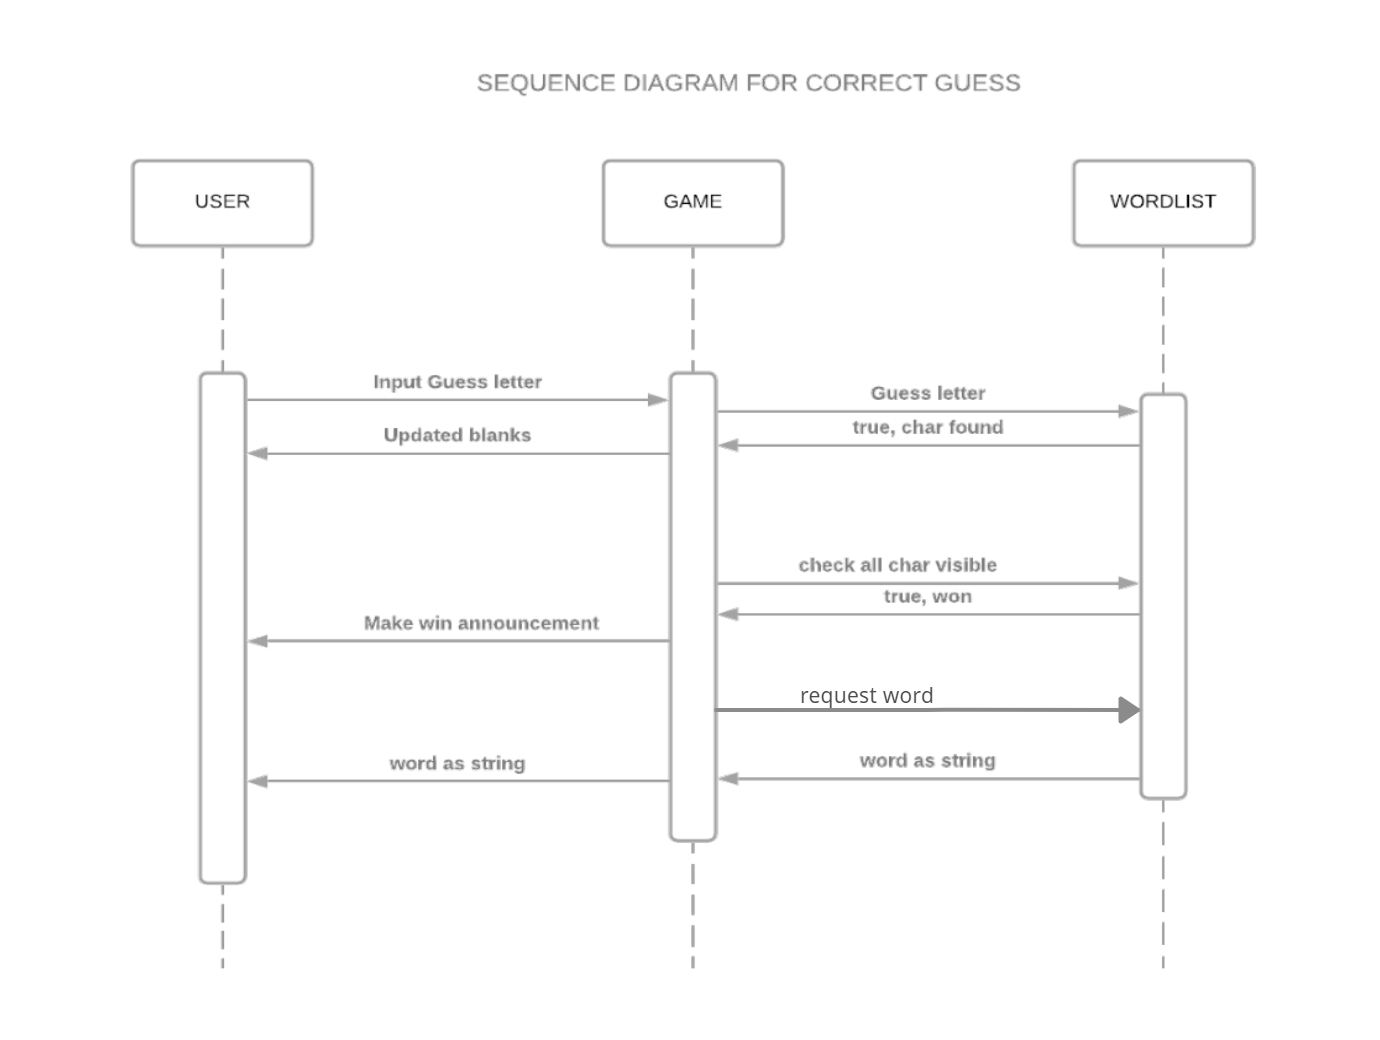 SEQUENCE DIAGRAM FOR CORRECT GUESS
USER
GAME
WORDLIST
Input Guess letter
Guess letter
true, char found
Updated blanks
check all char visible
true, won
Make win announcement
request word
word as string
word as string